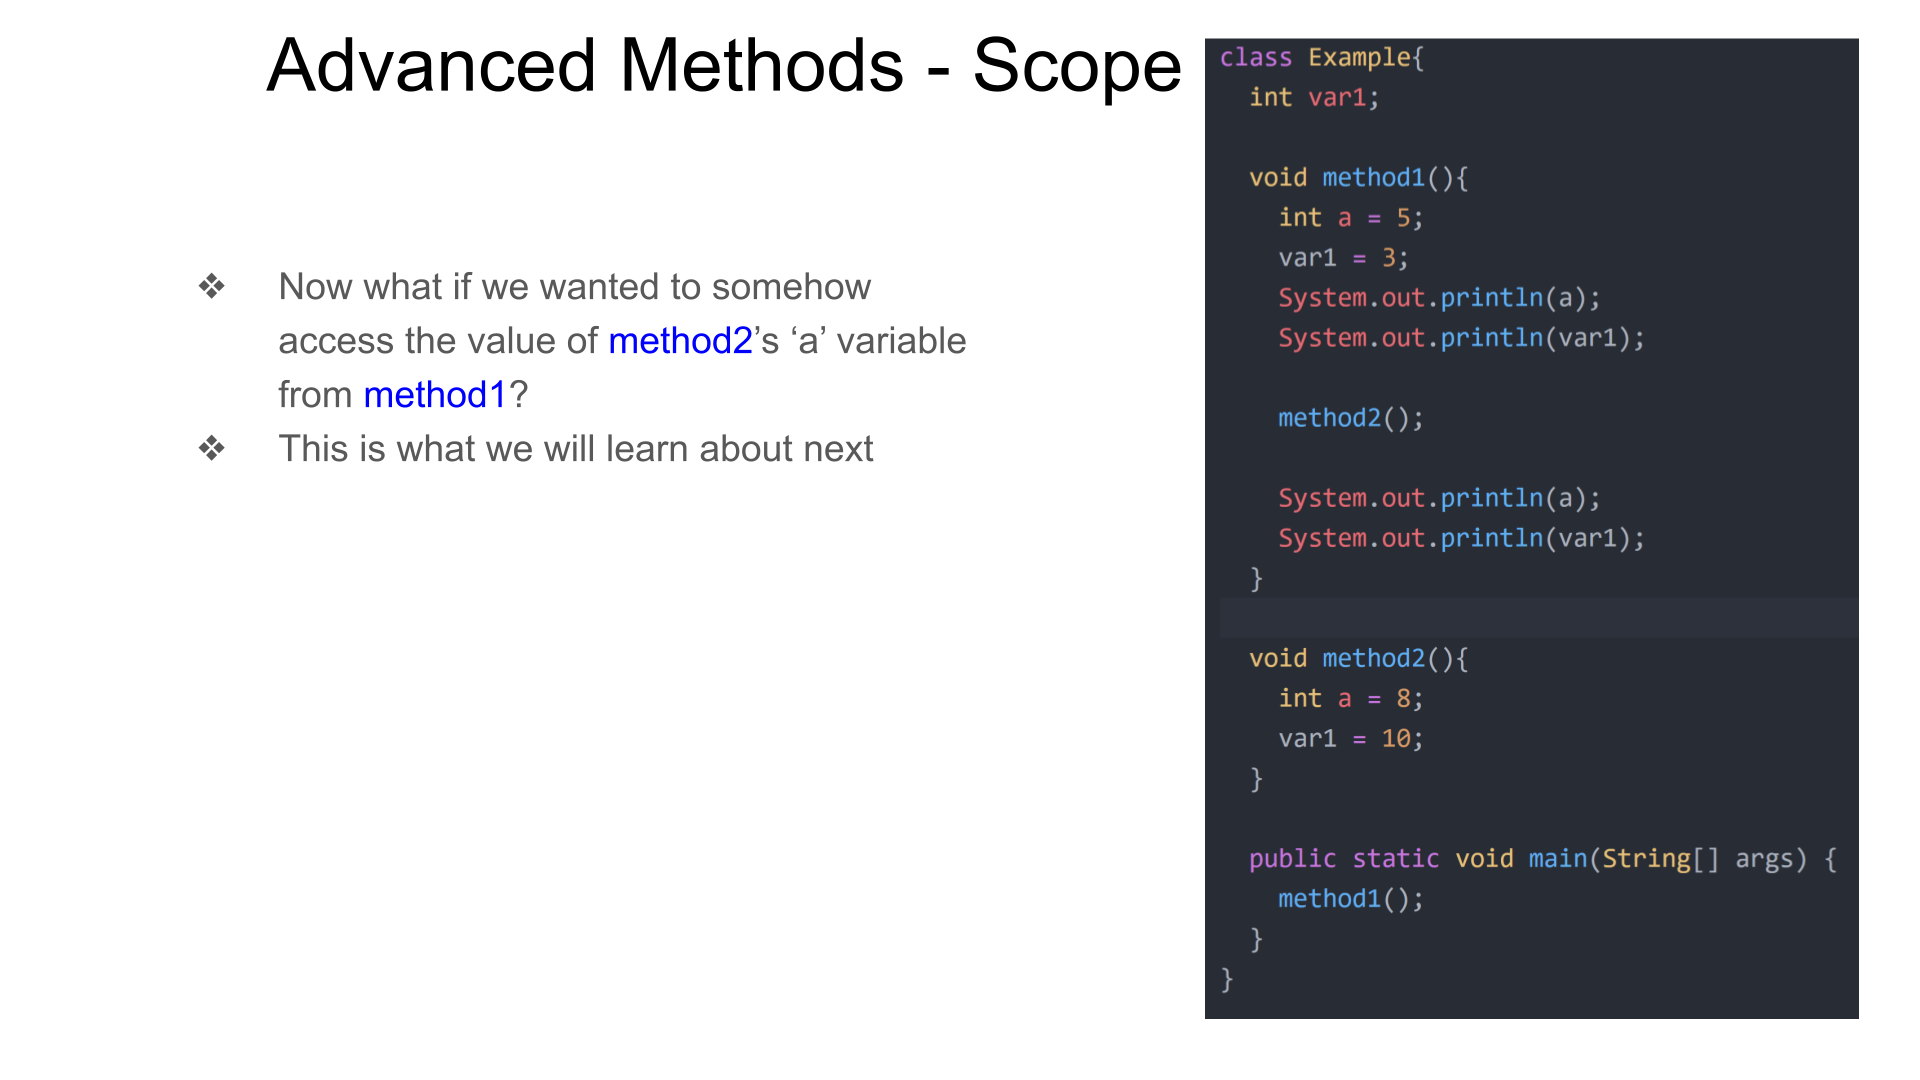 Advanced Methods - Scope
❖ Now what if we wanted to somehow
access the value of method2’s ‘a’ variable
from method1?
❖ This is what we will learn about next
class Example{
  int var1;

  void method1(){
    int a = 5;
    var1 = 3;
    System.out.println(a);
    System.out.println(var1);

    method2();

    System.out.println(a);
    System.out.println(var1);
  }

  void method2(){
    int a = 8;
    var1 = 10;
  }

  public static void main(String[] args) {
    method1();
  }
}